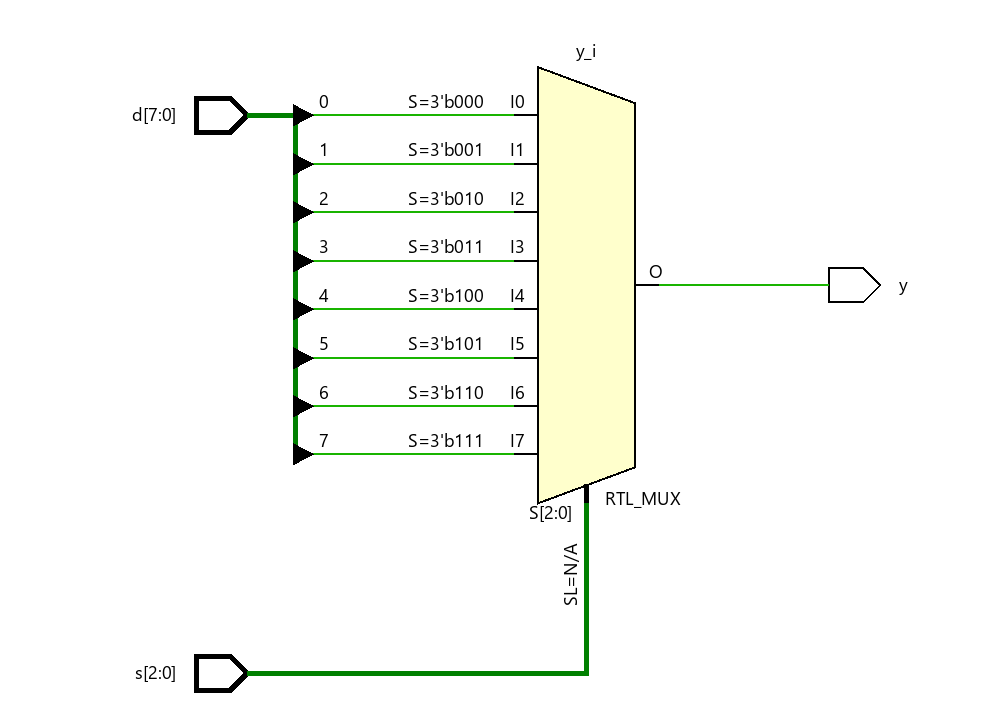 y_i
d[7:0]
0 S=3'b000 I0
1 S=3'b001 I1
2 S=3'b010 I2
3 S=3'b011 I3
4 S=3'b100 I4
5 S=3'b101 I5
6 S=3'b110 I6
7 S=3'b111 I7
O
y
RTL_MUX
S[2:0]
SL=N/A
s[2:0]